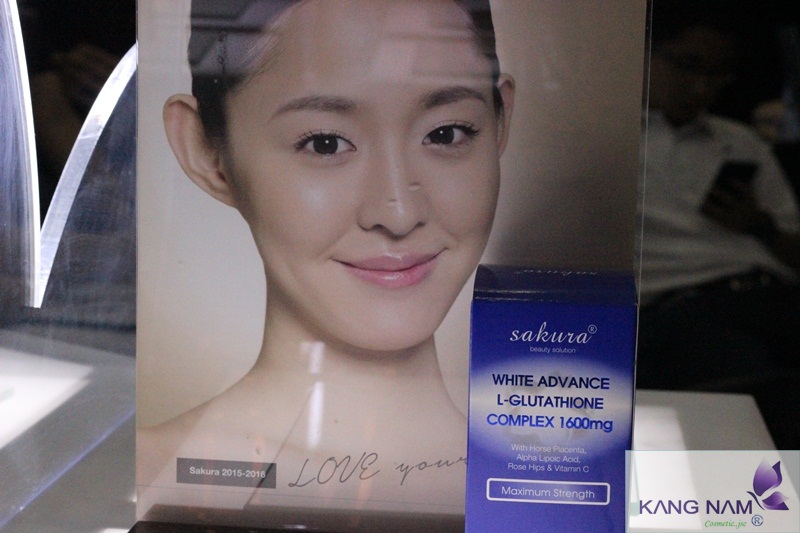 sakura®
beauty solution
WHITE ADVANCE
L-GLUTATHIONE
COMPLEX 1600mg
With Horse Placenta,
Alpha Lipoic Acid,
Rose Hips & Vitamin C
Maximum Strength
Sakura 2015-2016
LOVE your
KANG NAM
Cosmetic.,jsc ®